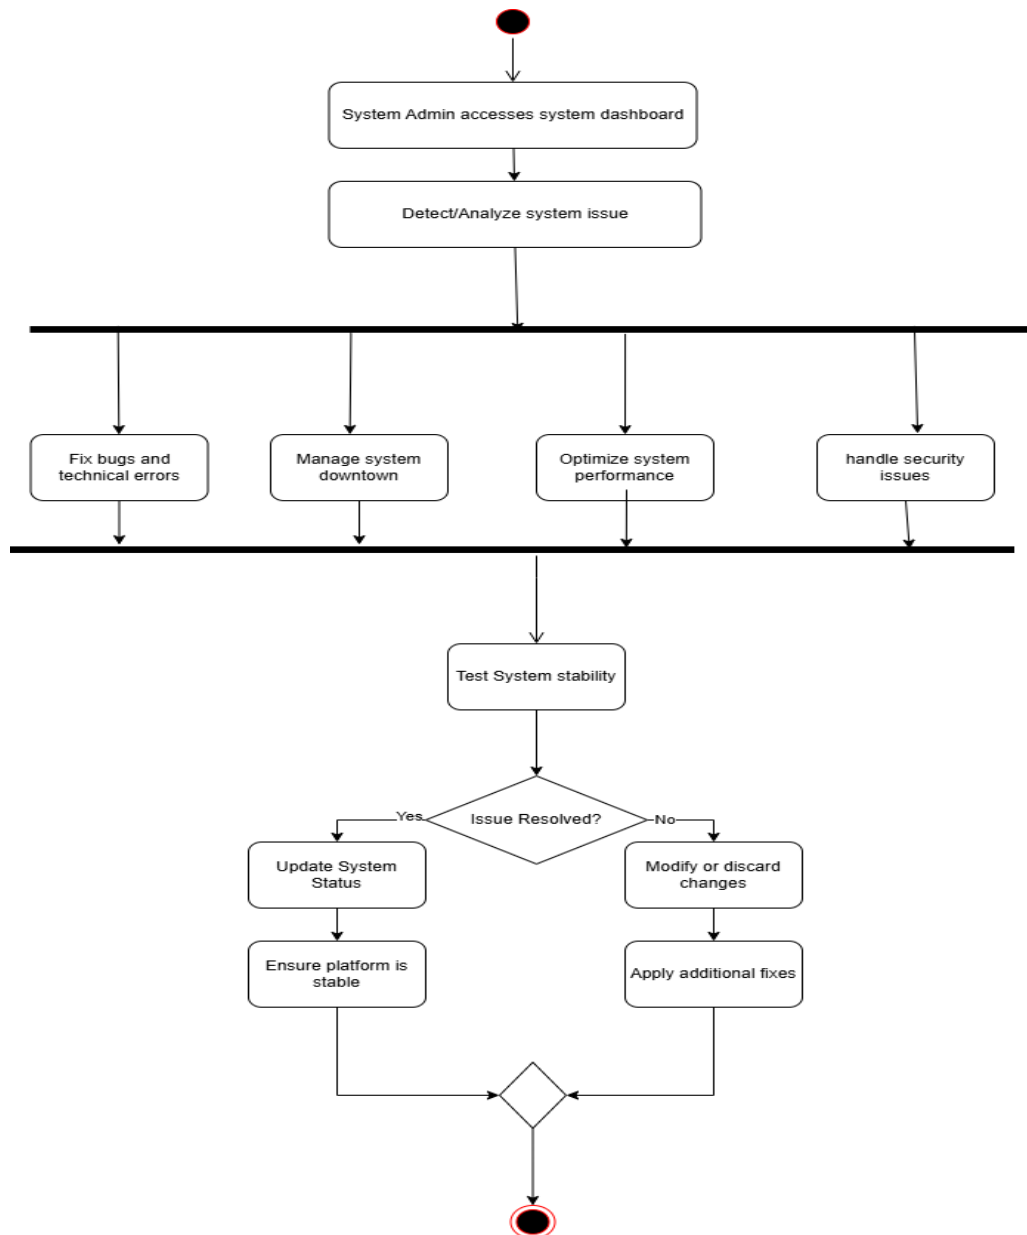 System Admin accesses system dashboard
Detect/Analyze system issue
Fix bugs and
technical errors
Manage system
downtown
Optimize system
performance
handle security
issues
Test System stability
Issue Resolved?
Yes
No
Update System
Status
Modify or discard
changes
Ensure platform is
stable
Apply additional fixes